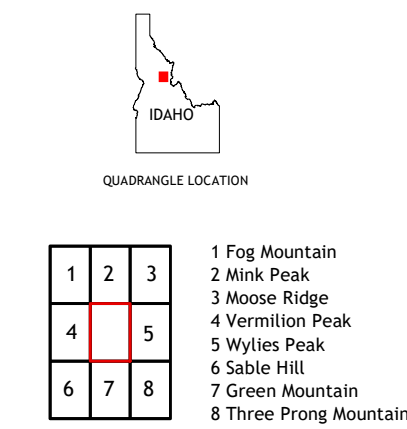 IDAHO
QUADRANGLE LOCATION
1 2 3
4 5
6 7 8
1 Fog Mountain
2 Mink Peak
3 Moose Ridge
4 Vermilion Peak
5 Wylies Peak
6 Sable Hill
7 Green Mountain
8 Three Prong Mountain